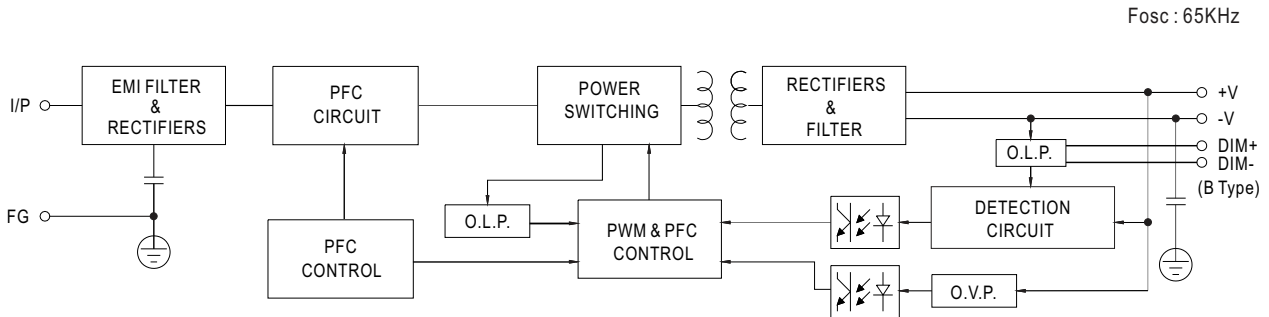 Fosc : 65KHz
I/P
EMI FILTER
&
RECTIFIERS
PFC
CIRCUIT
POWER
SWITCHING
RECTIFIERS
&
FILTER
+V
-V
O.L.P.
DIM+
DIM-
(B Type)
FG
O.L.P.
PFC
CONTROL
PWM & PFC
CONTROL
DETECTION
CIRCUIT
O.V.P.